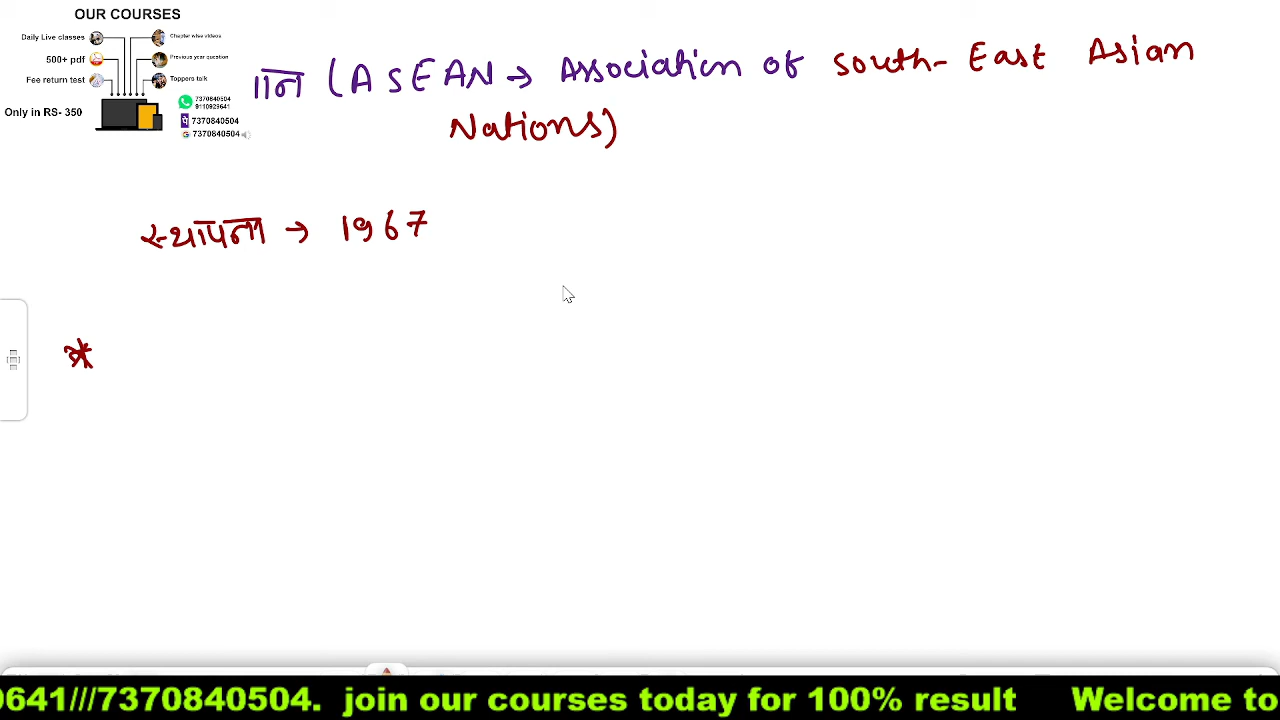 OUR COURSES
Daily Live classes
Chapter wise videos
500+ pdf
Previous year question
Fee return test
Toppers talk
Only in RS- 350
7370840504
9110929641
7370840504
7370840504
(ASEAN → Association of South-East Asian
Nations)
स्थापना → 1967
*
0641///7370840504. join our courses today for 100% result Welcome to